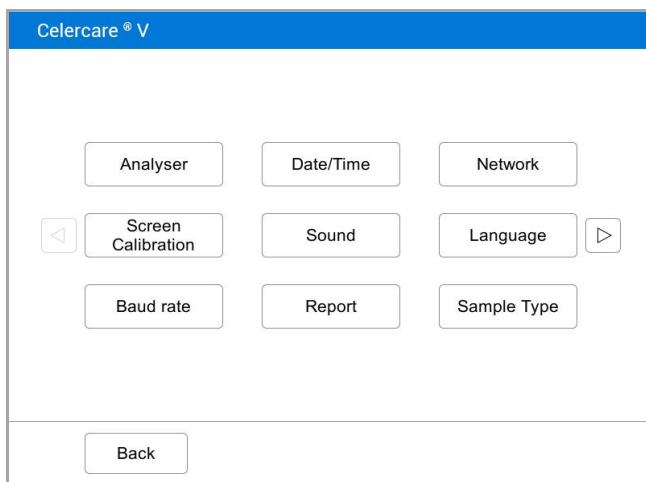 Celercare ® V
Analyser
Date/Time
Network
Screen
Calibration
Sound
Language
Baud rate
Report
Sample Type
Back